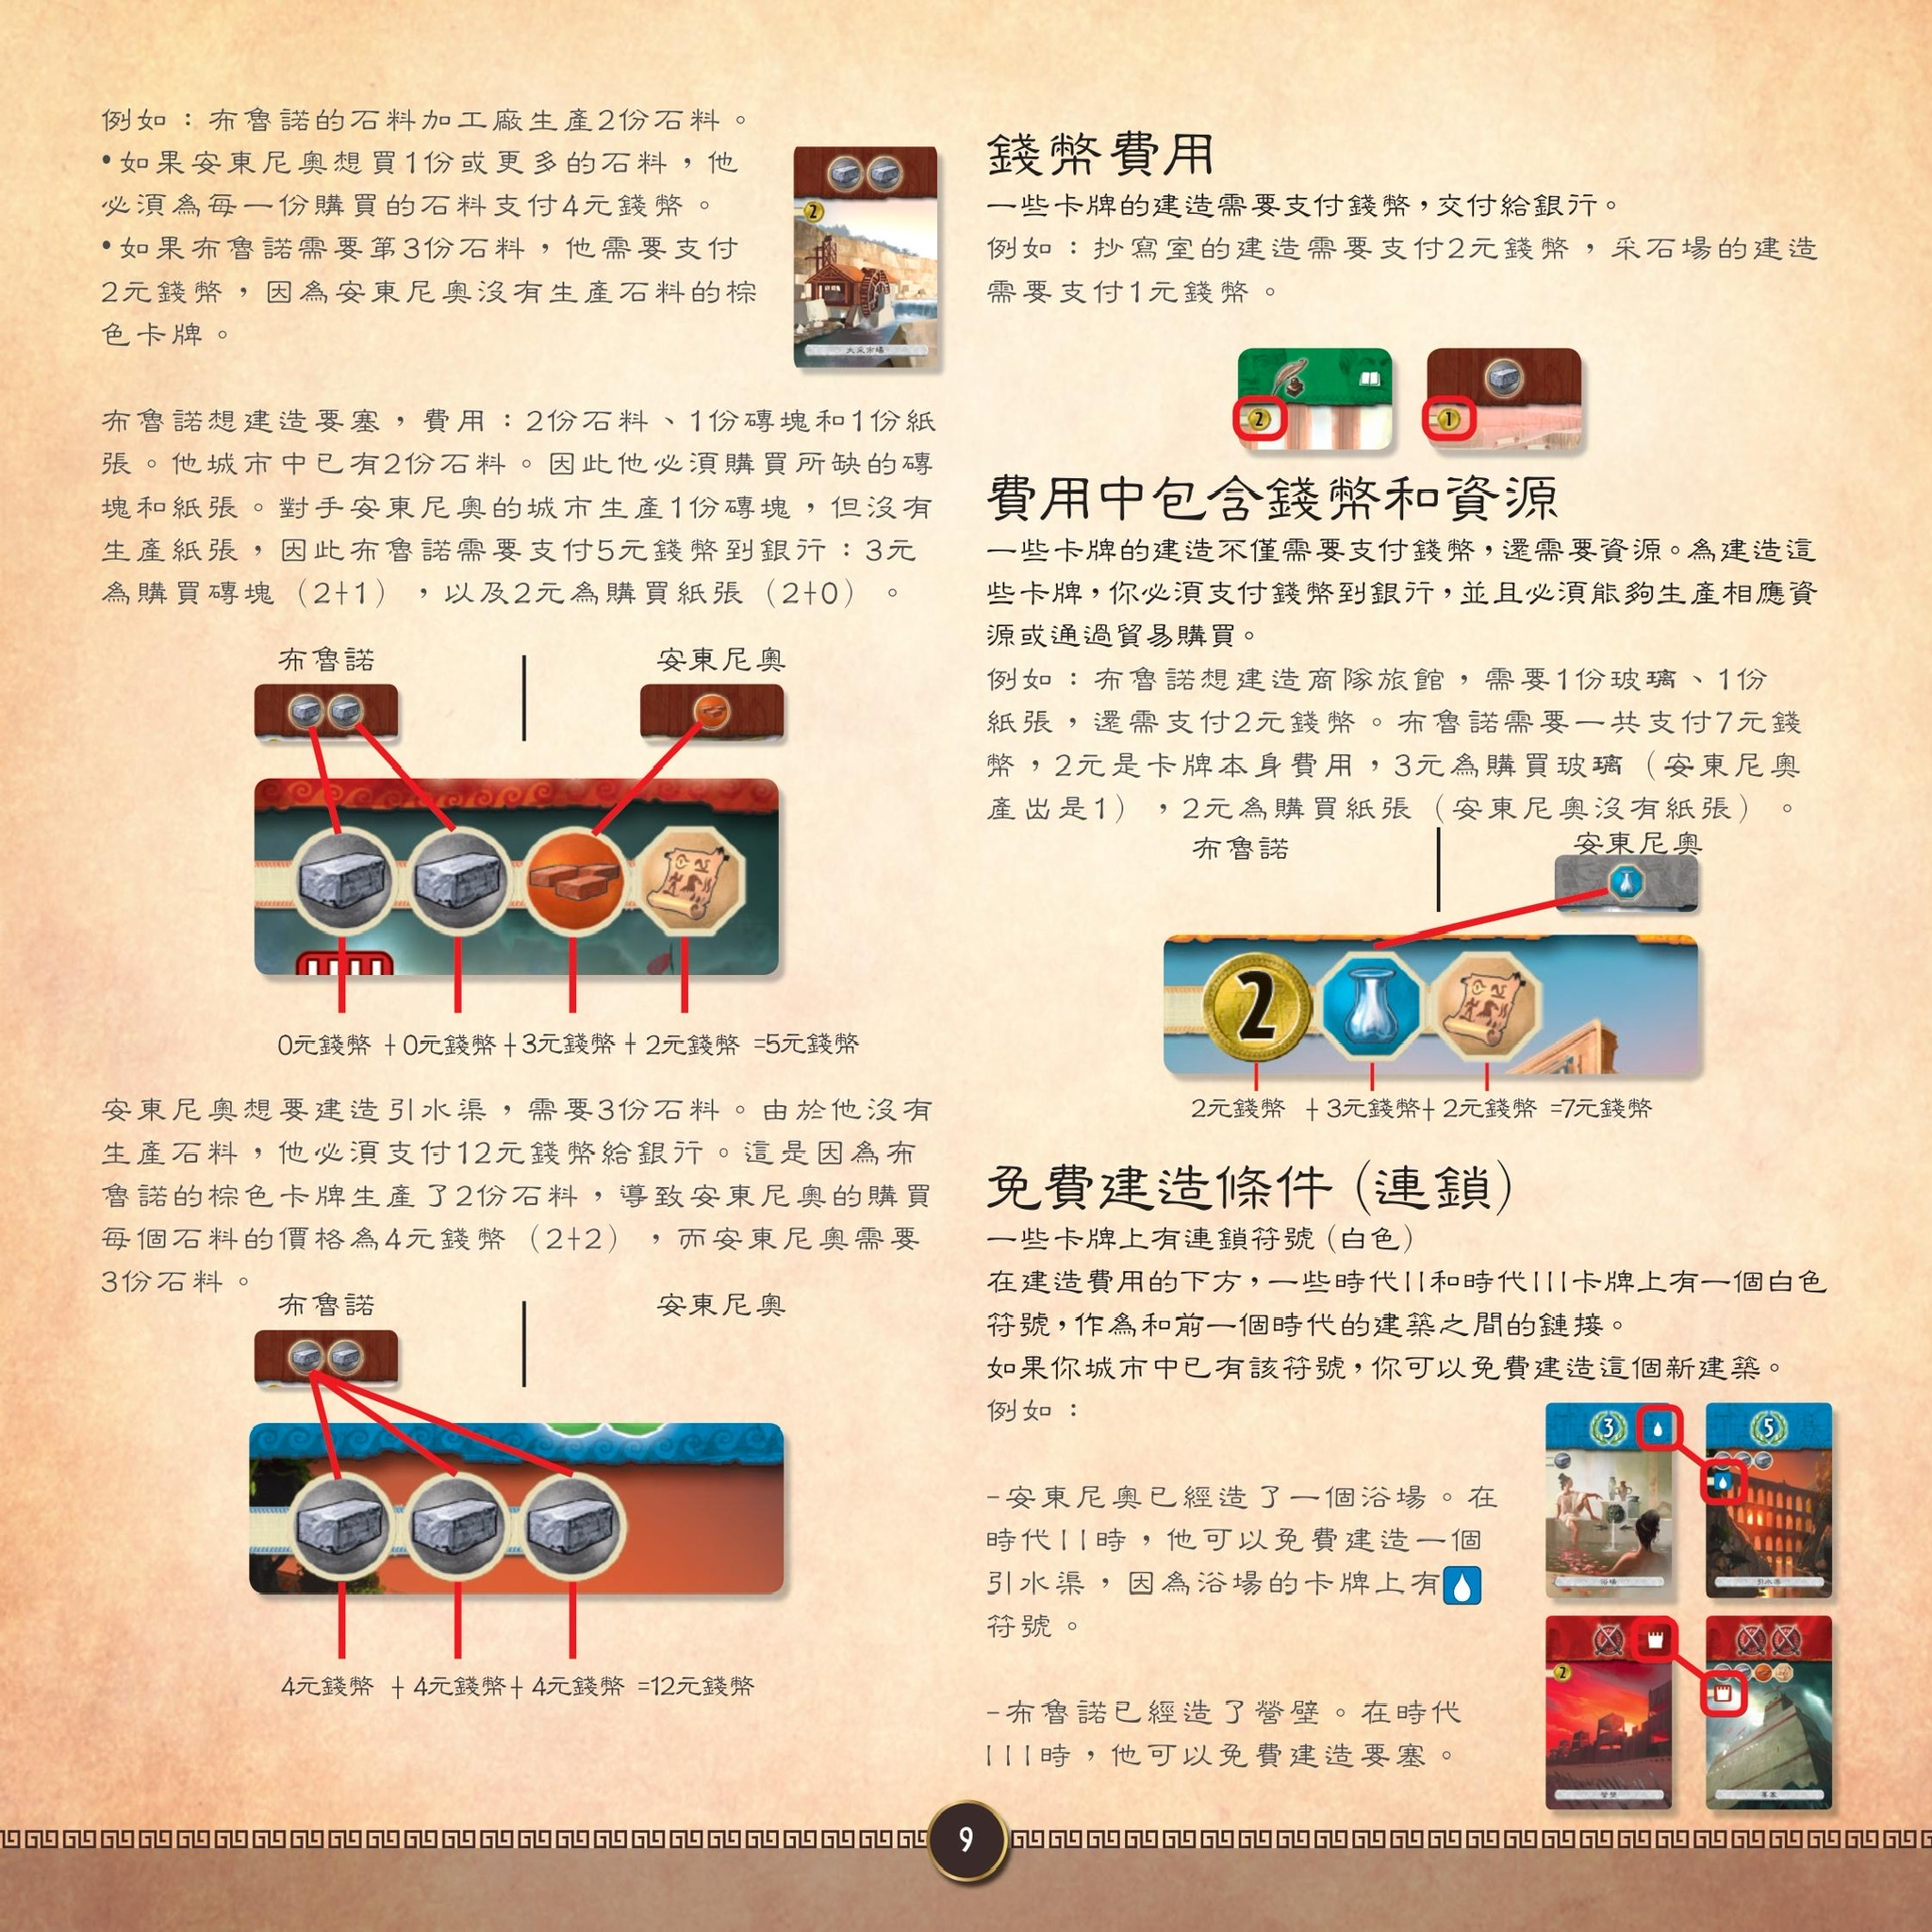 例如：布魯諾的石料加工廠生產2份石料。
•如果安東尼奧想買1份或更多的石料，他
必須為每一份購買的石料支付4元錢幣。
•如果布魯諾需要第3份石料，他需要支付
2元錢幣，因為安東尼奧沒有生產石料的棕
色卡牌。
2
布魯諾想建造要塞，費用：2份石料、1份磚塊和1份紙
張。他城市中已有2份石料。因此他必須購買所缺的磚
塊和紙張。對手安東尼奧的城市生產1份磚塊，但沒有
生產紙張，因此布魯諾需要支付5元錢幣到銀行：3元
為購買磚塊（2+1），以及2元為購買紙張（2+0）。
布魯諾 安東尼奧
0元錢幣 +0元錢幣+3元錢幣+ 2元錢幣 =5元錢幣
安東尼奧想要建造引水渠，需要3份石料。由於他沒有
生產石料，他必須支付12元錢幣給銀行。這是因為布
魯諾的棕色卡牌生產了2份石料，導致安東尼奧的購買
每個石料的價格為4元錢幣（2+2），而安東尼奧需要
3份石料。
布魯諾 安東尼奧
4元錢幣 + 4元錢幣+ 4元錢幣 =12元錢幣
錢幣費用
一些卡牌的建造需要支付錢幣，交付給銀行。
例如：抄寫室的建造需要支付2元錢幣，采石場的建造
需要支付1元錢幣。
2 1
費用中包含錢幣和資源
一些卡牌的建造不僅需要支付錢幣，還需要資源。為建造這
些卡牌，你必須支付錢幣到銀行，並且必須能夠生產相應資
源或通過貿易購買。
例如：布魯諾想建造商隊旅館，需要1份玻璃、1份
紙張，還需支付2元錢幣。布魯諾需要一共支付7元錢
幣，2元是卡牌本身費用，3元為購買玻璃（安東尼奧
產出是1），2元為購買紙張（安東尼奧沒有紙張）。
布魯諾 安東尼奧
2
2元錢幣 + 3元錢幣+ 2元錢幣 =7元錢幣
免費建造條件（連鎖）
一些卡牌上有連鎖符號（白色）
在建造費用的下方，一些時代II和時代III卡牌上有一個白色
符號，作為和前一個時代的建築之間的鏈接。
如果你城市中已有該符號，你可以免費建造這個新建築。
例如：
-安東尼奧已經造了一個浴場。在
時代II時，他可以免費建造一個
引水渠，因為浴場的卡牌上有
符號。
3 5
浴場 引水渠
-布魯諾已經造了營壁。在時代
III時，他可以免費建造要塞。
2
9